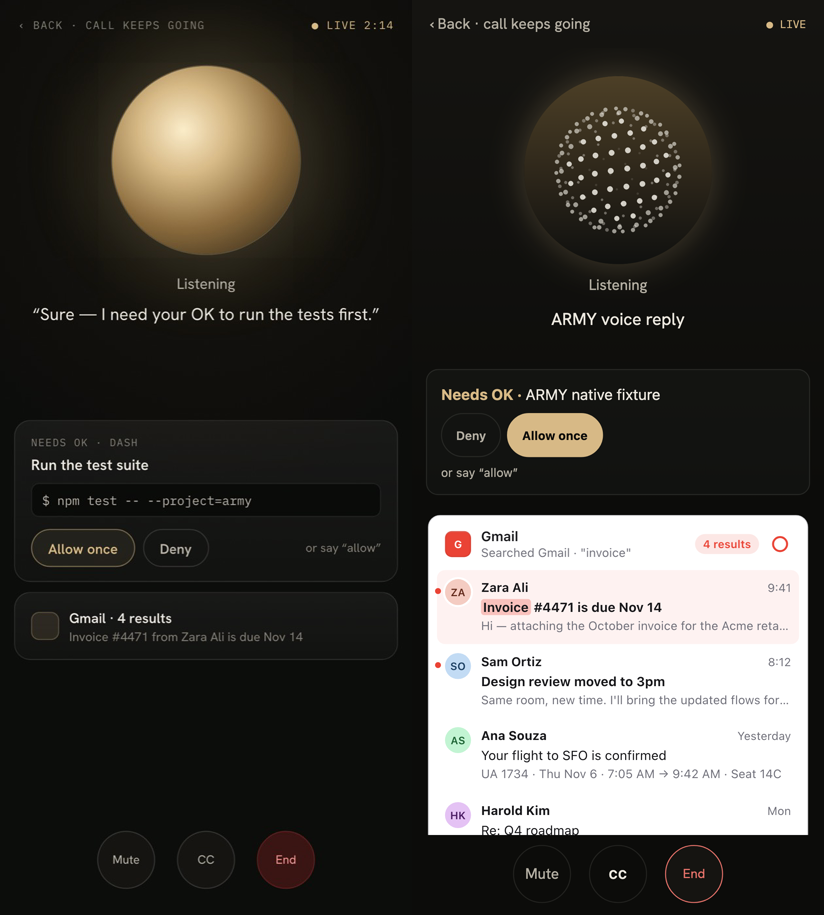 ‹ BACK · CALL KEEPS GOING
● LIVE 2:14
Listening
“Sure — I need your OK to run the tests first.”
NEEDS OK · DASH
Run the test suite
$ npm test -- --project=army
Allow once
Deny
or say “allow”
Gmail · 4 results
Invoice #4471 from Zara Ali is due Nov 14
Mute
CC
End
‹ Back · call keeps going
● LIVE
Listening
ARMY voice reply
Needs OK · ARMY native fixture
Deny
Allow once
or say “allow”
G
Gmail
Searched Gmail · "invoice"
4 results
ZA
Zara Ali
9:41
Invoice #4471 is due Nov 14
Hi — attaching the October invoice for the Acme reta...
SO
Sam Ortiz
8:12
Design review moved to 3pm
Same room, new time. I'll bring the updated flows for...
AS
Ana Souza
Yesterday
Your flight to SFO is confirmed
UA 1734 · Thu Nov 6 · 7:05 AM → 9:42 AM · Seat 14C
HK
Harold Kim
Mon
Re: Q4 roadmap
Mute
CC
End